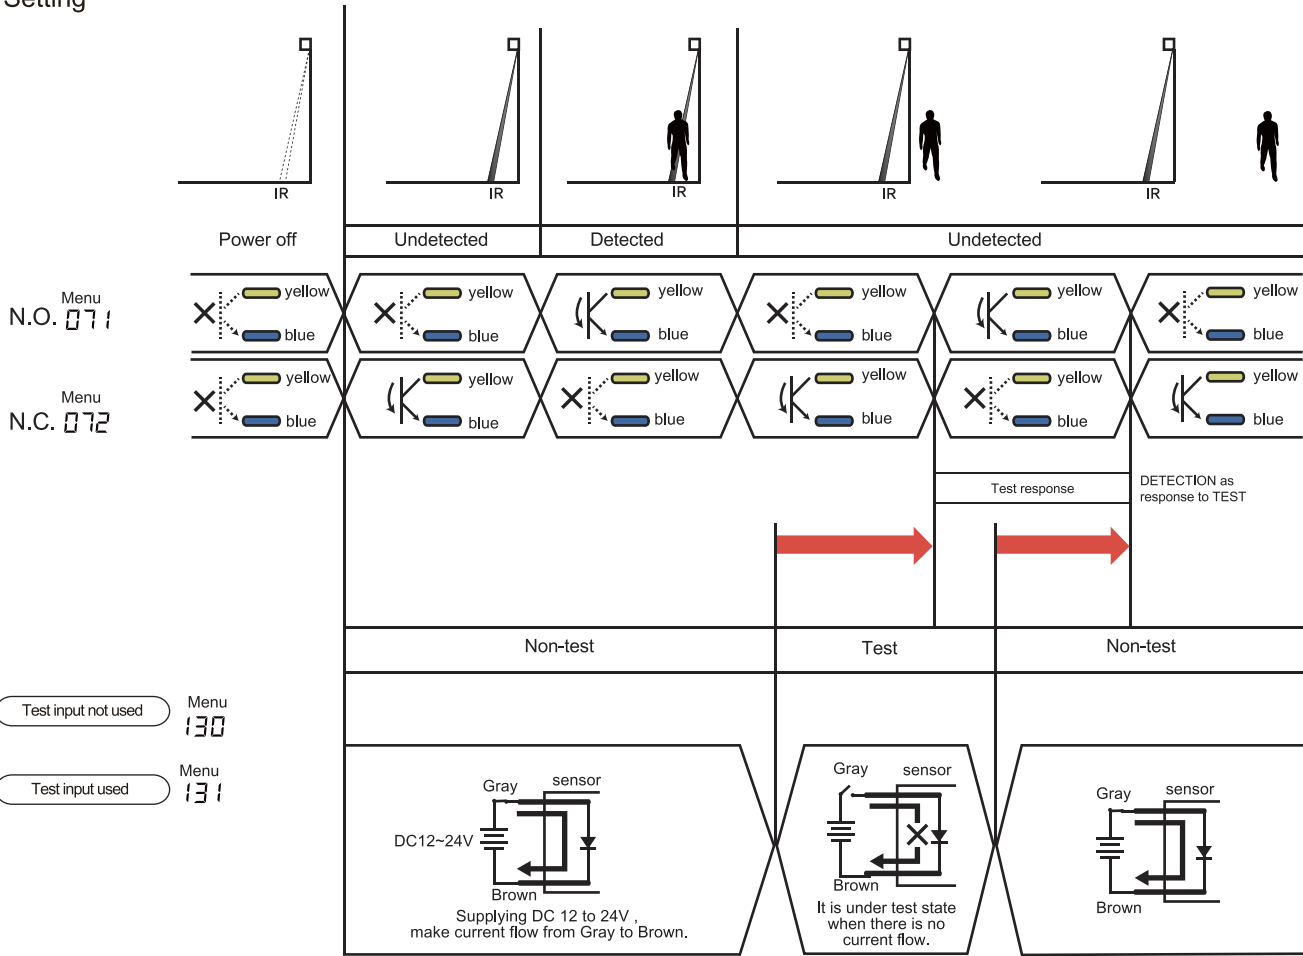 Setting
IR IR IR IR IR
Power off Undetected Detected Undetected
N.O. Menu 071
yellow yellow yellow yellow yellow yellow
blue blue blue blue blue blue
N.C. Menu 072
yellow yellow yellow yellow yellow yellow
blue blue blue blue blue blue
Test response
DETECTION as
response to TEST
Non-test Test Non-test
Test input not used Menu
130
Test input used Menu
131
Gray sensor
DC12~24V
Brown
Supplying DC 12 to 24V ,
make current flow from Gray to Brown.
Gray sensor
Brown
It is under test state
when there is no
current flow.
Gray sensor
Brown